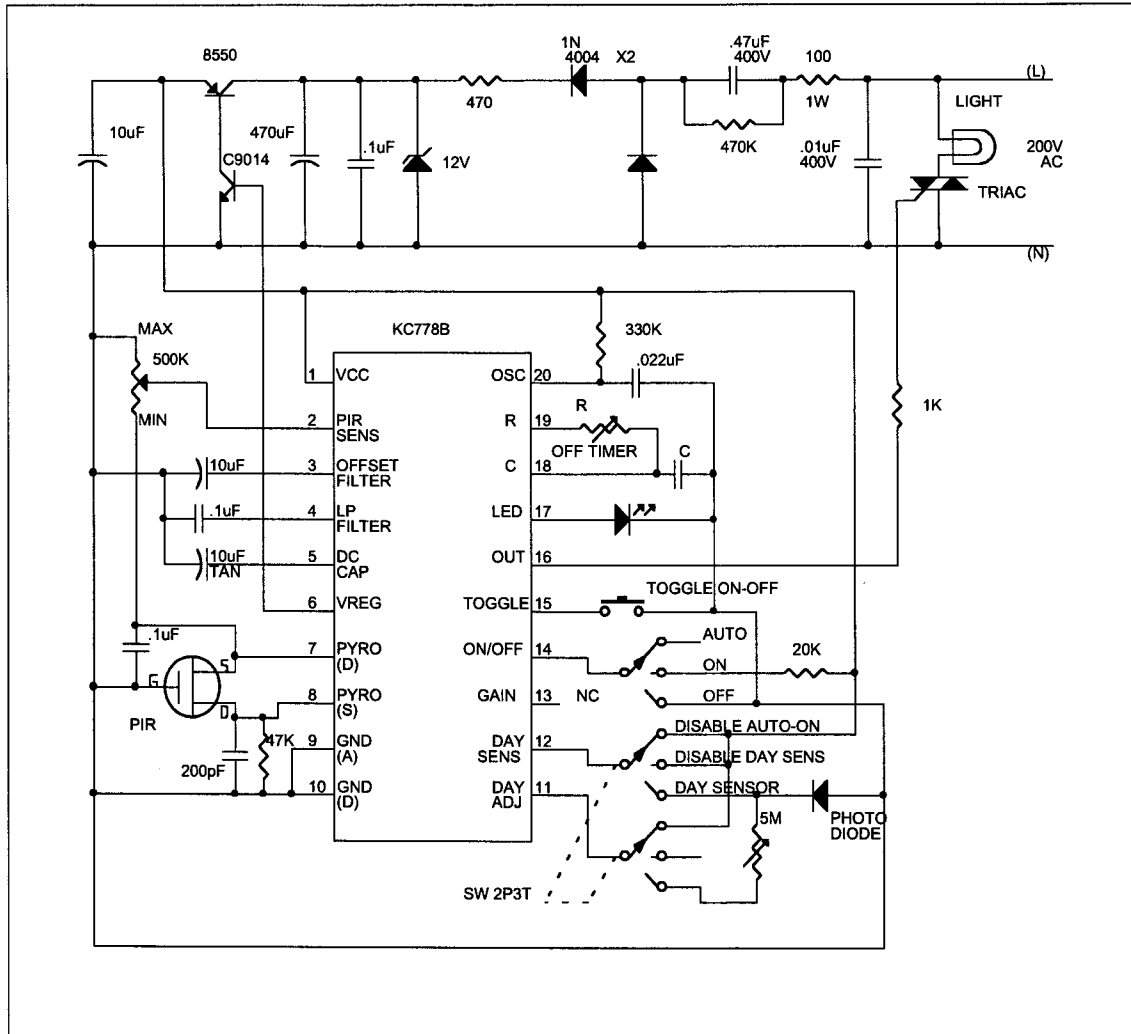 1N
4004 X2
.47uF
400V
100
8550
(L)
470
1W
LIGHT
10uF
470uF
.1uF
470K
.01uF
400V
200V
AC
C9014
12V
TRIAC
(N)
MAX
KC778B
330K
500K
.022uF
1 VCC
OSC 20
1K
MIN
2 PIR
SENS
R 19
R
OFF TIMER
10uF
3 OFFSET
FILTER
C 18
C
.1uF
4 LP
FILTER
LED 17
10uF
TAN
5 DC
CAP
OUT 16
TOGGLE ON-OFF
6 VREG
TOGGLE 15
.1uF
AUTO
7 PYRO
(D)
ON/OFF 14
20K
S
ON
G
8 PYRO
(S)
GAIN 13
NC
OFF
D
PIR
DISABLE AUTO-ON
47K
9 GND
(A)
DAY
SENS 12
DISABLE DAY SENS
200pF
10 GND
(D)
DAY
ADJ 11
DAY SENSOR
5M
PHOTO
DIODE
SW 2P3T